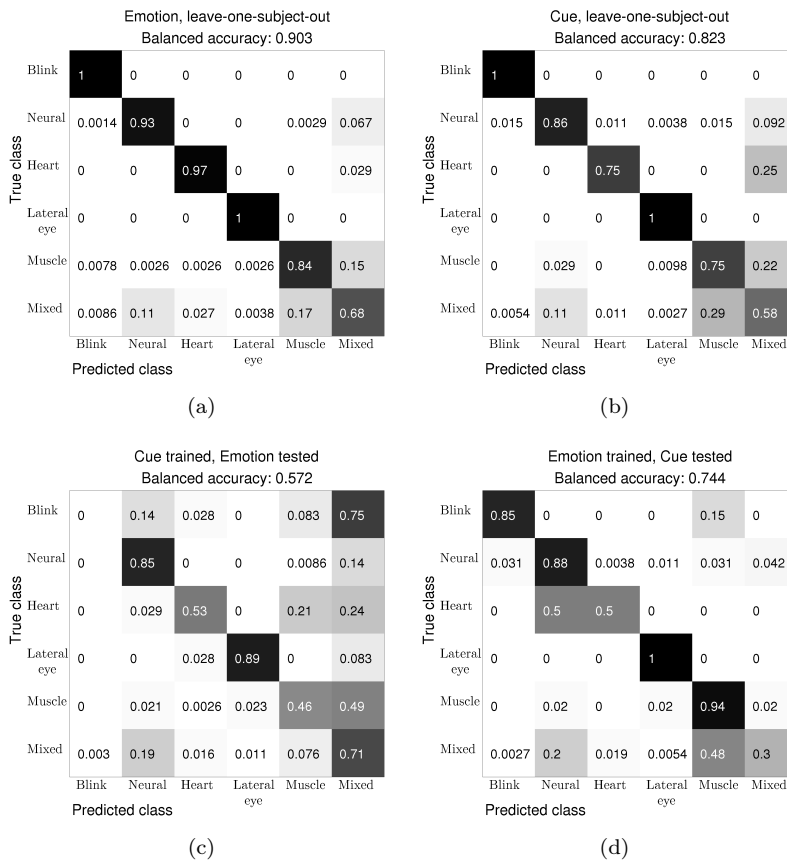 Emotion, leave-one-subject-out
Balanced accuracy: 0.903
True class
Blink 1 0 0 0 0 0
Neural 0.0014 0.93 0 0 0.0029 0.067
Heart 0 0 0.97 0 0 0.029
Lateral
eye 0 0 0 1 0 0
Muscle 0.0078 0.0026 0.0026 0.0026 0.84 0.15
Mixed 0.0086 0.11 0.027 0.0038 0.17 0.68
Blink Neural Heart Lateral Muscle Mixed
eye
Predicted class
(a)
Cue, leave-one-subject-out
Balanced accuracy: 0.823
True class
Blink 1 0 0 0 0 0
Neural 0.015 0.86 0.011 0.0038 0.015 0.092
Heart 0 0 0.75 0 0 0.25
Lateral
eye 0 0 0 1 0 0
Muscle 0 0.029 0 0.0098 0.75 0.22
Mixed 0.0054 0.11 0.011 0.0027 0.29 0.58
Blink Neural Heart Lateral Muscle Mixed
eye
Predicted class
(b)
Cue trained, Emotion tested
Balanced accuracy: 0.572
True class
Blink 0 0.14 0.028 0 0.083 0.75
Neural 0 0.85 0 0 0.0086 0.14
Heart 0 0.029 0.53 0 0.21 0.24
Lateral
eye 0 0 0.028 0.89 0 0.083
Muscle 0 0.021 0.0026 0.023 0.46 0.49
Mixed 0.003 0.19 0.016 0.011 0.076 0.71
Blink Neural Heart Lateral Muscle Mixed
eye
Predicted class
(c)
Emotion trained, Cue tested
Balanced accuracy: 0.744
True class
Blink 0.85 0 0 0 0.15 0
Neural 0.031 0.88 0.0038 0.011 0.031 0.042
Heart 0 0.5 0.5 0 0 0
Lateral
eye 0 0 0 1 0 0
Muscle 0 0.02 0 0.02 0.94 0.02
Mixed 0.0027 0.2 0.019 0.0054 0.48 0.3
Blink Neural Heart Lateral Muscle Mixed
eye
Predicted class
(d)